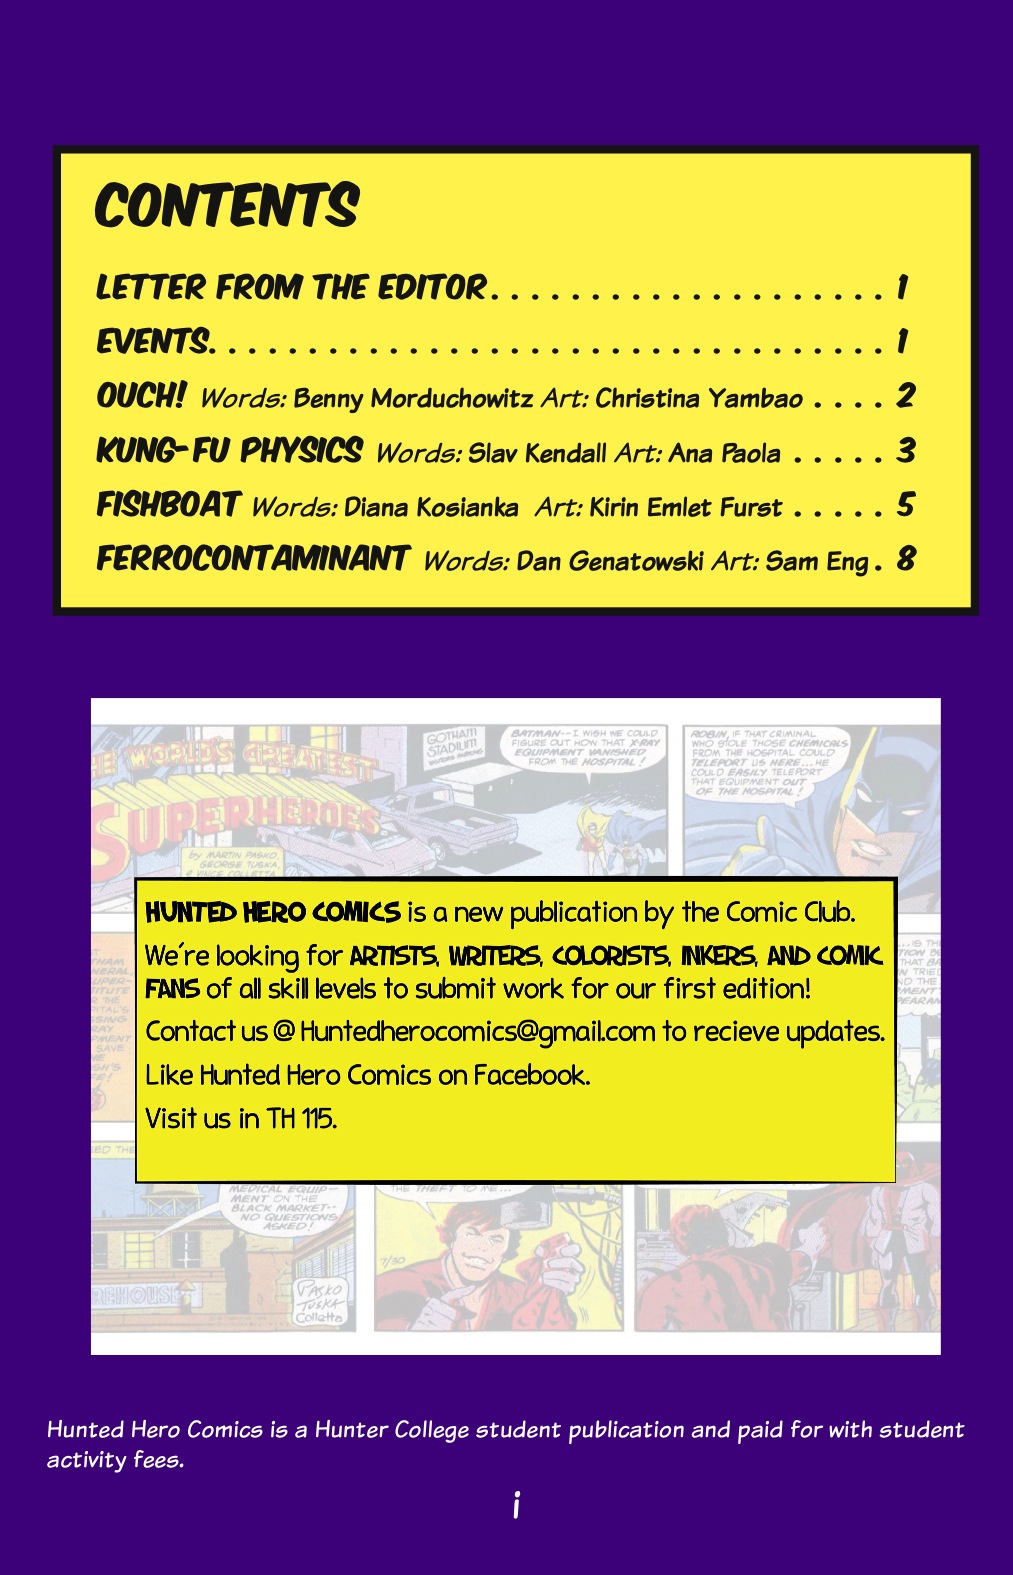 CONTENTS
LETTER FROM THE EDITOR. . . . . . . . . . . . . . . . . . . . 1
EVENTS. . . . . . . . . . . . . . . . . . . . . . . . . . . . . . . . . . 1
OUCH! Words: Benny Morduchowitz Art: Christina Yambao . . . . 2
KUNG-FU PHYSICS Words: Slav Kendall Art: Ana Paola . . . . . 3
FISHBOAT Words: Diana Kosianka Art: Kirin Emlet Furst . . . . . 5
FERROCONTAMINANT Words: Dan Genatowski Art: Sam Eng . 8
HE WORLD'S GREATEST
SUPERHEROES
by MARTIN PASKO,
GEORGE TUSKA,
& VINCE COLLETTA
GOTHAM
STADIUM
BATMAN--I WISH WE COULD
FIGURE OUT HOW THAT X-RAY
EQUIPMENT VANISHED
FROM THE HOSPITAL!
ROBIN, IF THAT CRIMINAL
WHO STOLE THOSE CHEMICALS
FROM THE HOSPITAL COULD
TELEPORT US HERE...HE
COULD EASILY TELEPORT
THAT EQUIPMENT OUT
OF THE HOSPITAL!
HUNTED HERO COMICS is a new publication by the Comic Club.
We're looking for ARTISTS, WRITERS, COLORISTS, INKERS, AND COMIC
FANS of all skill levels to submit work for our first edition!
Contact us @ Huntedherocomics@gmail.com to recieve updates.
Like Hunted Hero Comics on Facebook.
Visit us in TH 115.
MEDICAL EQUIP-
MENT ON THE
BLACK MARKET--
NO QUESTIONS
ASKED!
THE THEFT TO ME...
7/30
REHOUSE
PASKO
TUSKA
Colletta
Hunted Hero Comics is a Hunter College student publication and paid for with student
activity fees.
i